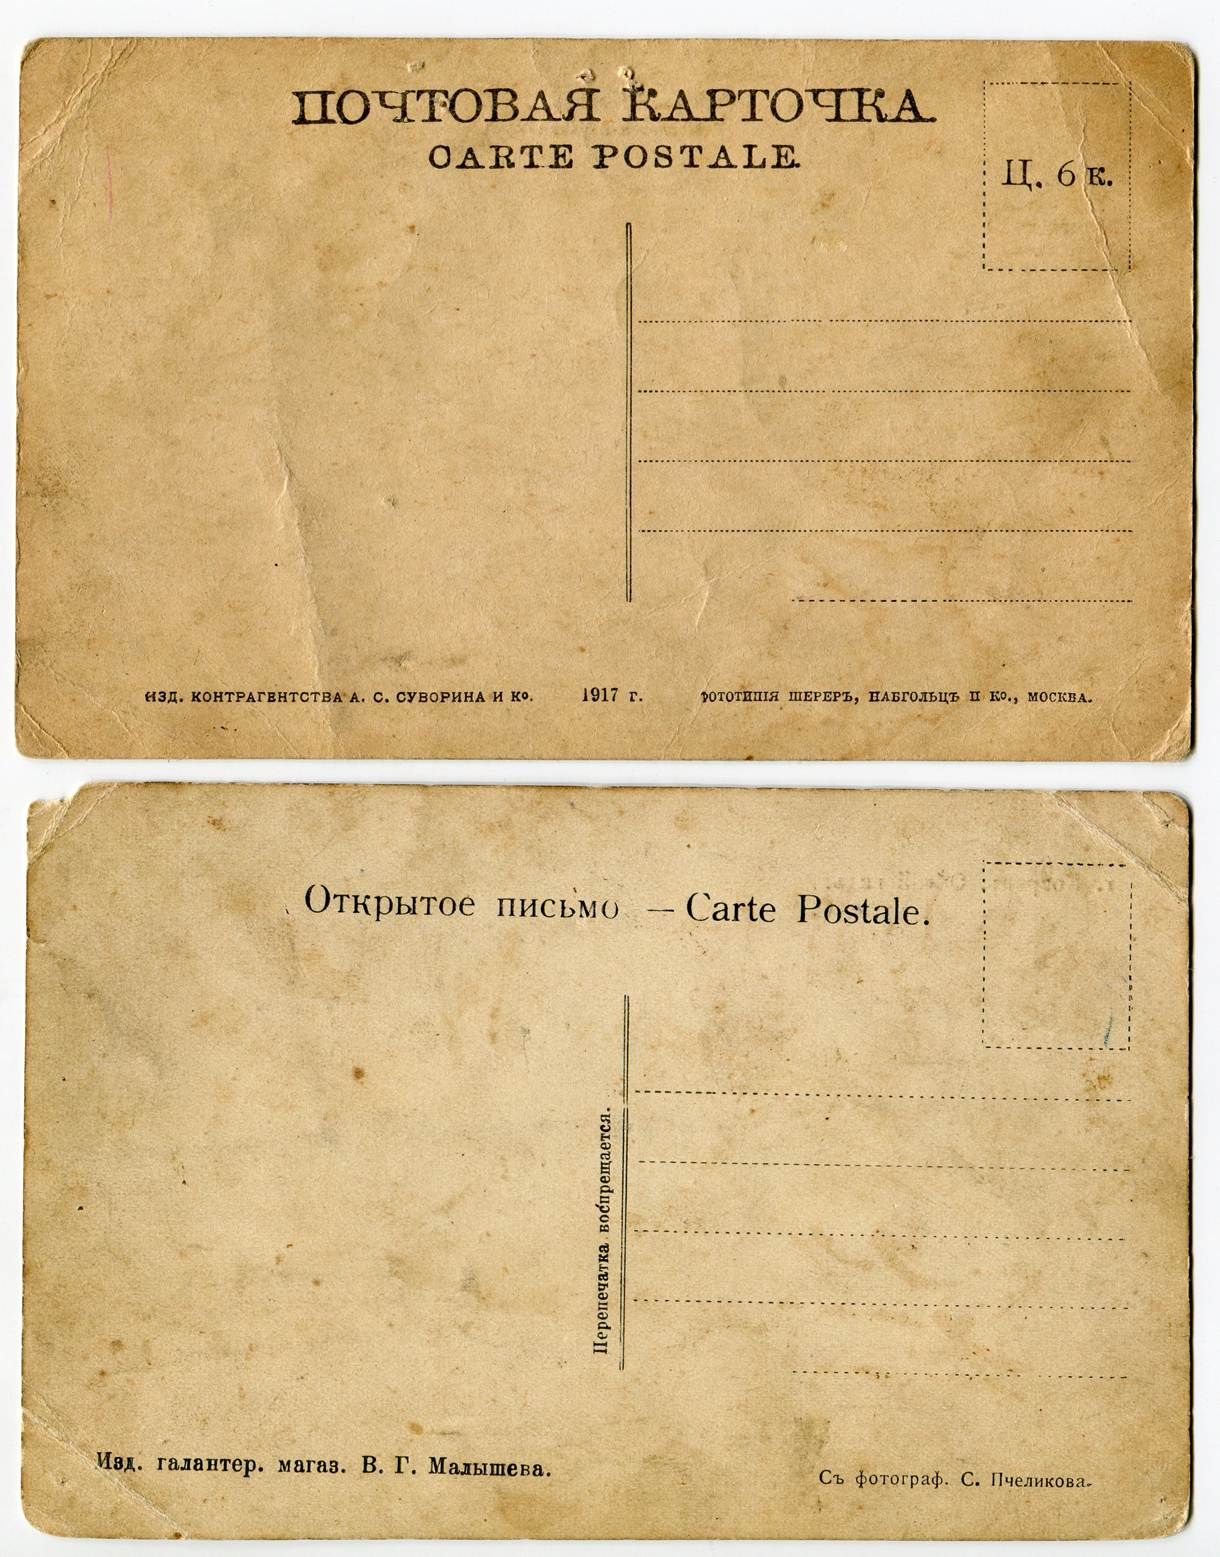 ПОЧТОВАЯ КАРТОЧКА.
CARTE POSTALE.
Ц. 6 к.
ИЗД. КОНТРАГЕНТСТВА А. С. СУВОРИНА И Ко. 1917 г. ФОТОТИПІЯ ШЕРЕРЪ, НАБГОЛЬЦЪ И Ко., МОСКВА.
Открытое письмо — Carte Postale.
Перепечатка воспрещается.
Изд. галантер. магаз. В. Г. Малышева.
Съ фотограф. С. Пчеликова.